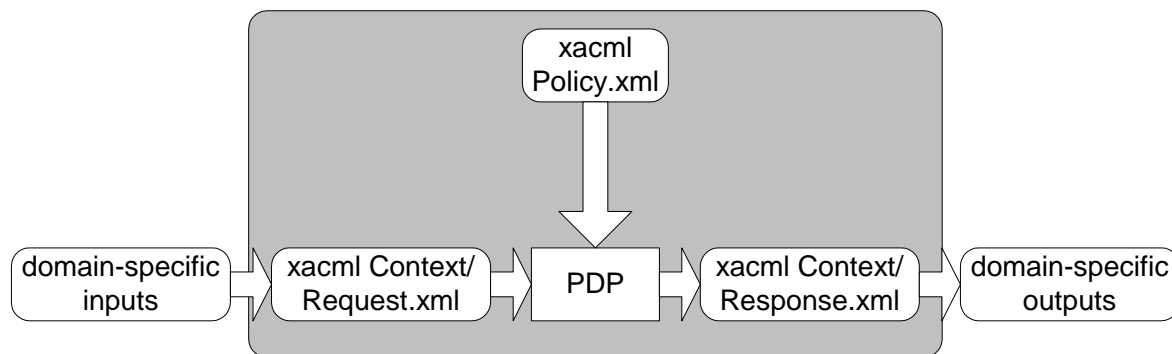 xacml
Policy.xml
domain-specific
inputs
xacml Context/
Request.xml
PDP
xacml Context/
Response.xml
domain-specific
outputs